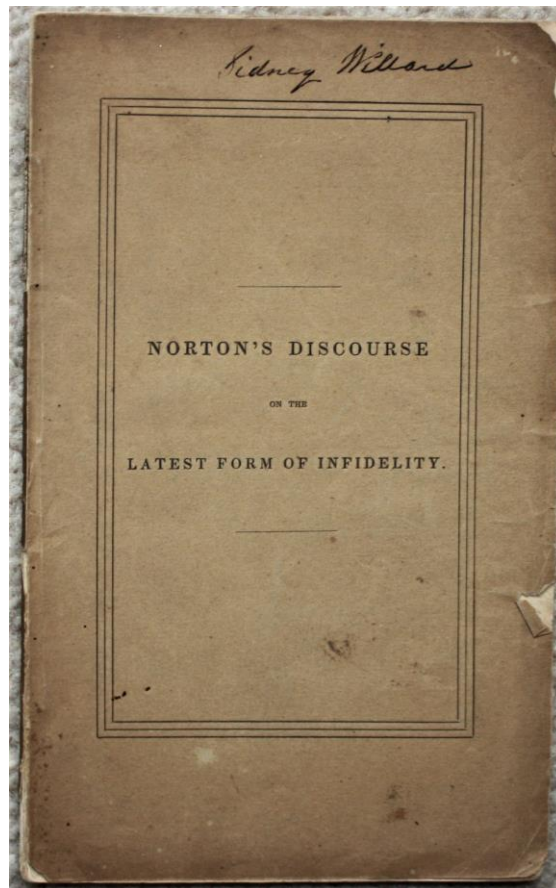 Sidney Willard
NORTON'S DISCOURSE
ON THE
LATEST FORM OF INFIDELITY.